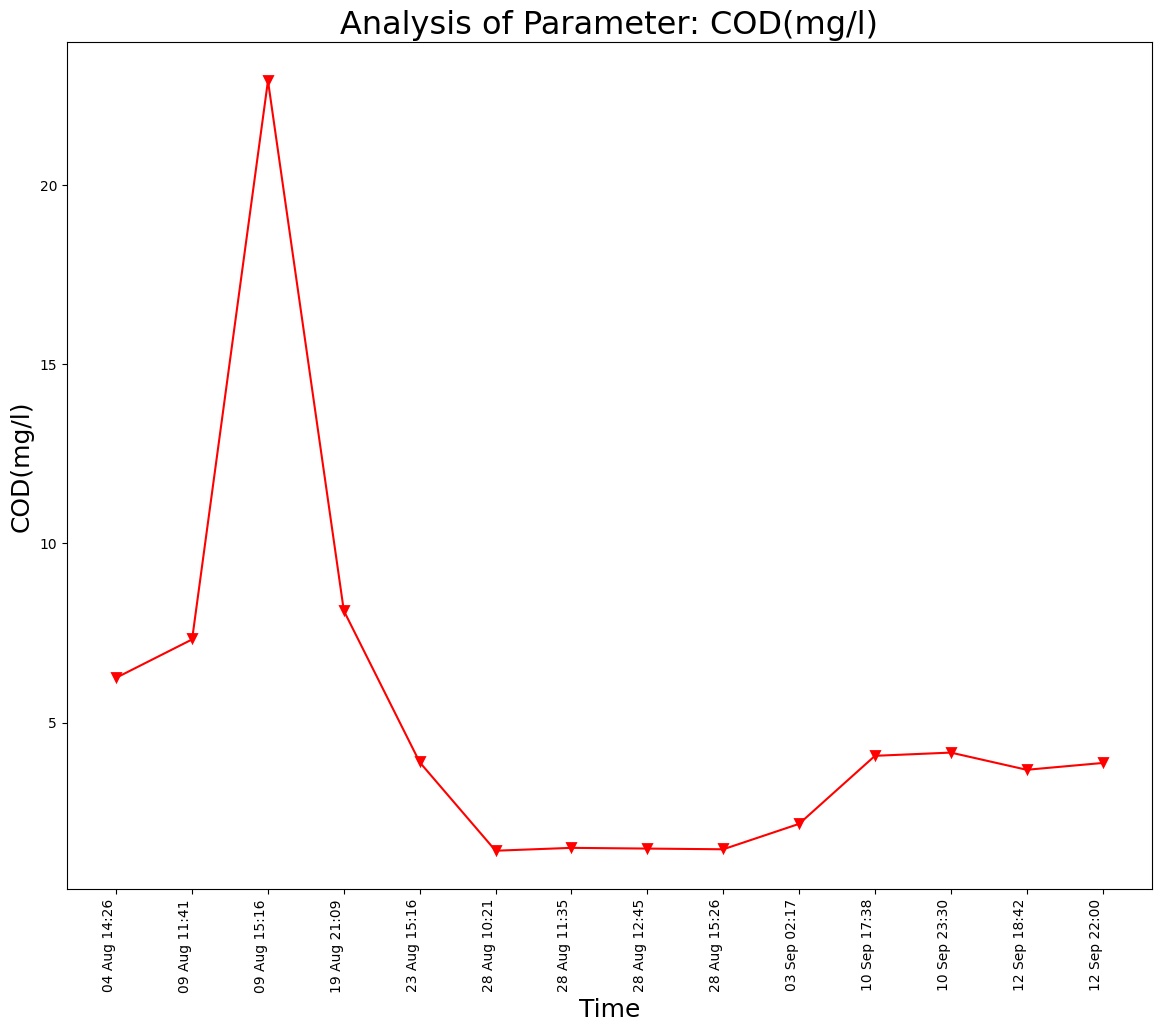 Analysis of Parameter: COD(mg/l)
COD(mg/l)
20
15
10
5
04 Aug 14:26
09 Aug 11:41
09 Aug 15:16
19 Aug 21:09
23 Aug 15:16
28 Aug 10:21
28 Aug 11:35
28 Aug 12:45
28 Aug 15:26
03 Sep 02:17
10 Sep 17:38
10 Sep 23:30
12 Sep 18:42
12 Sep 22:00
Time